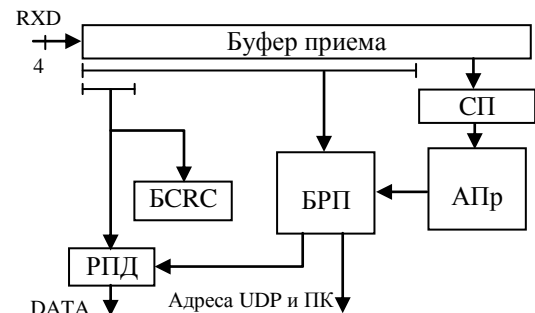 RXD
4
Буфер приема
СП
БРП
АПр
БCRC
РПД
DATA
Адреса UDP и ПК